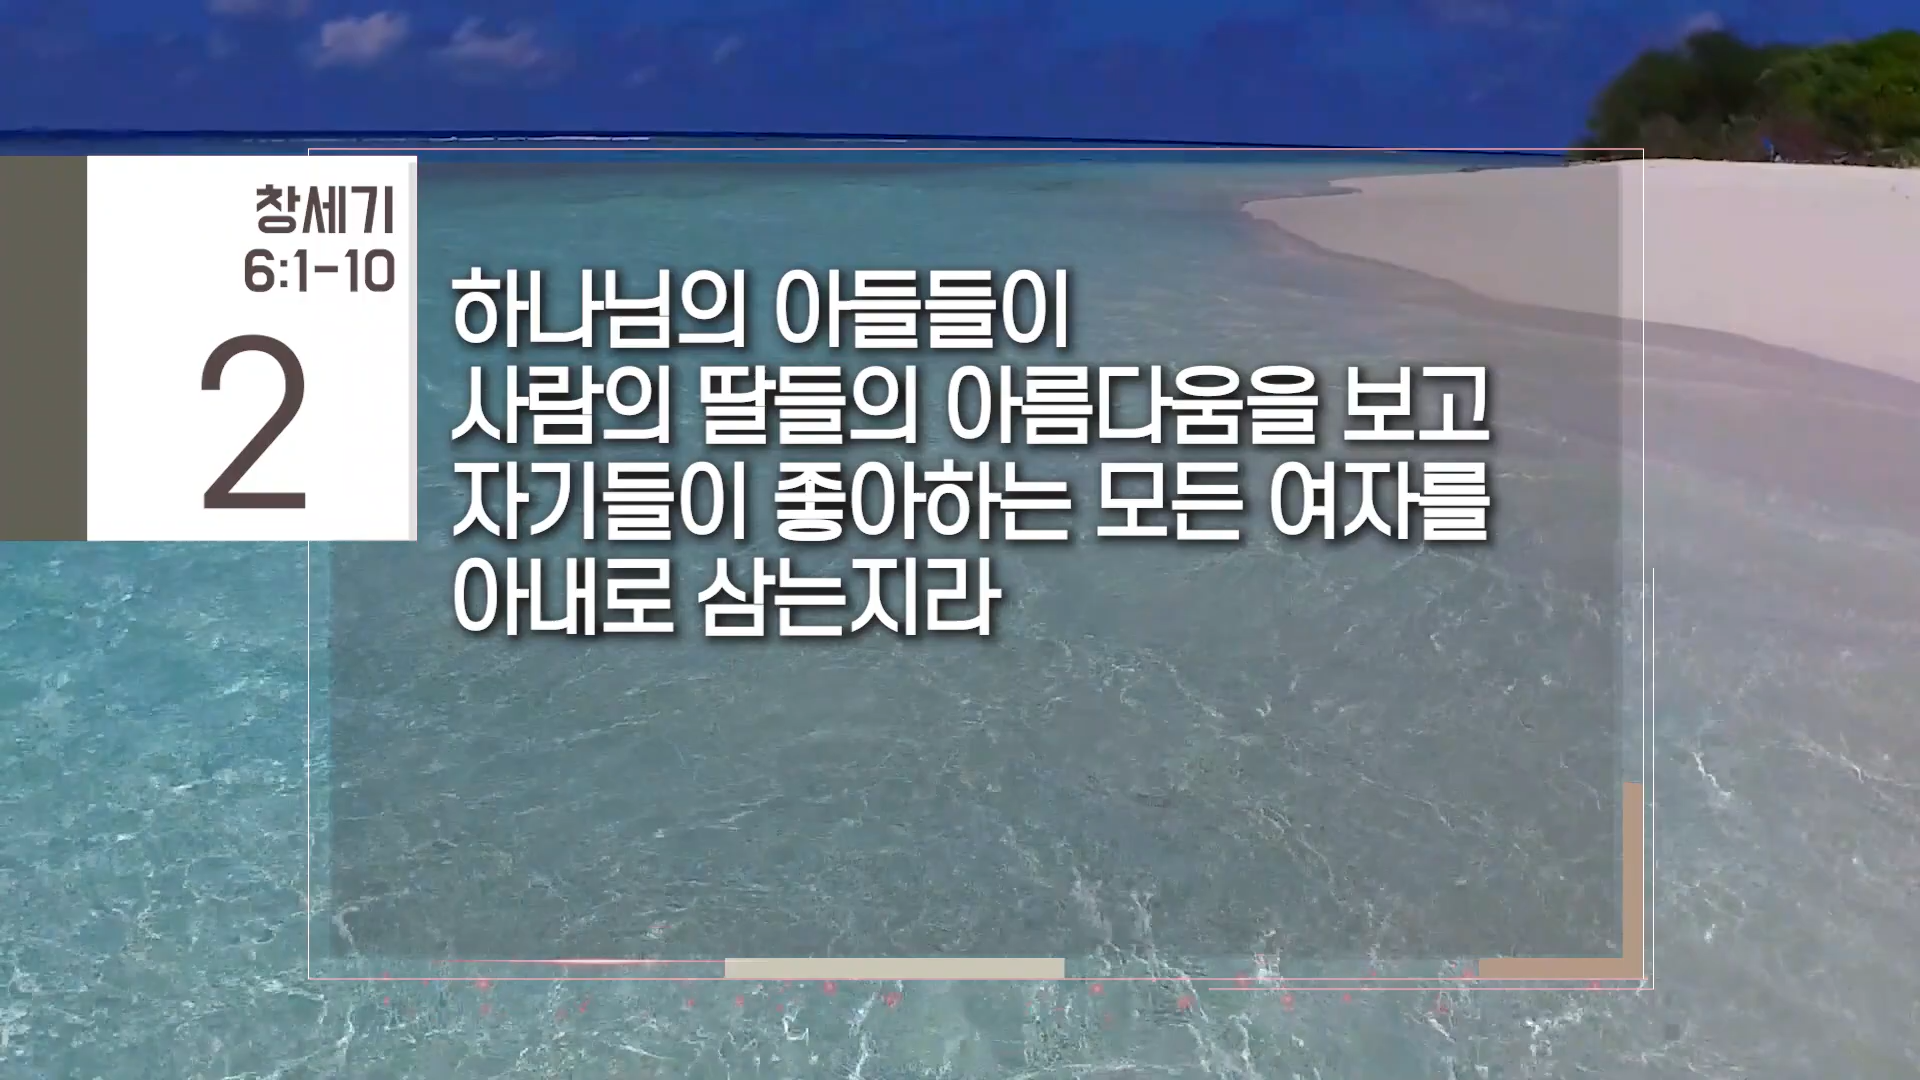 창세기
6:1-10
2
하나님의 아들들이
사람의 딸들의 아름다움을 보고
자기들이 좋아하는 모든 여자를
아내로 삼는지라